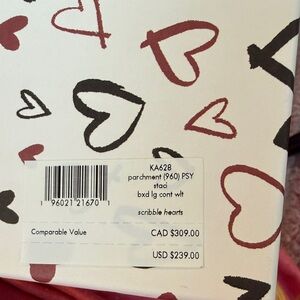 KA628
parchment (960) PSY
staó
bxd lg cont wlt
1 96021 21670 1
scribble hearts
Comparable Value
CAD $309.00
USD $239.00